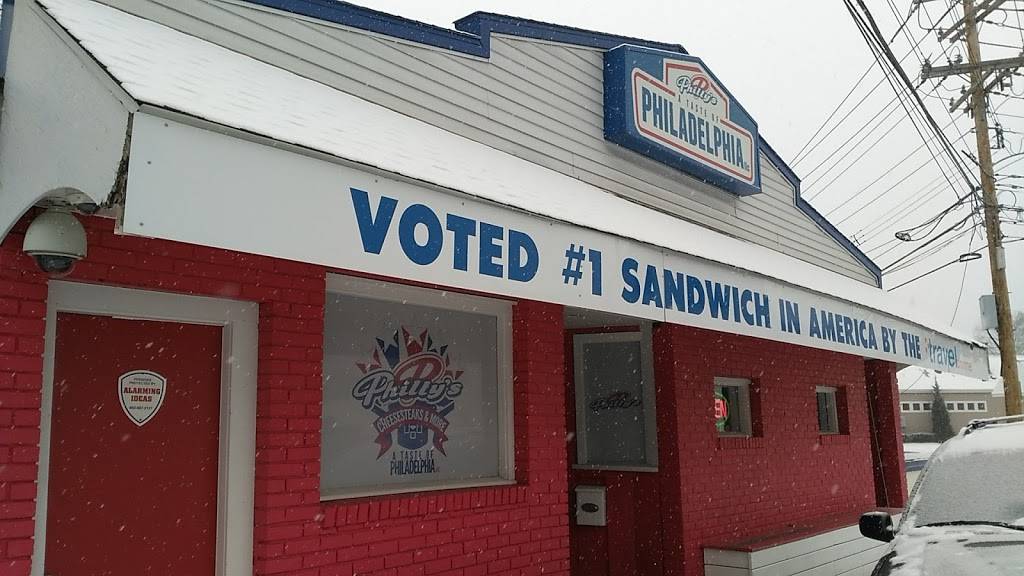 Philly's
A TASTE OF
PHILADELPHIA
VOTED #1 SANDWICH IN AMERICA BY THE travel
ALARMING
IDEAS
Philly's
CHEESESTEAKS & MORE
A TASTE OF
PHILADELPHIA